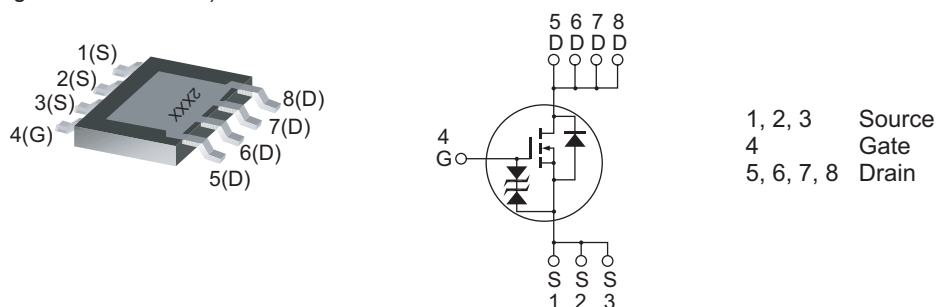 1(S)
2(S)
3(S)
4(G)
2XXX
8(D)
7(D)
6(D)
5(D)
5 6 7 8
D D D D
4
G
S S S
1 2 3
1, 2, 3 Source
4 Gate
5, 6, 7, 8 Drain